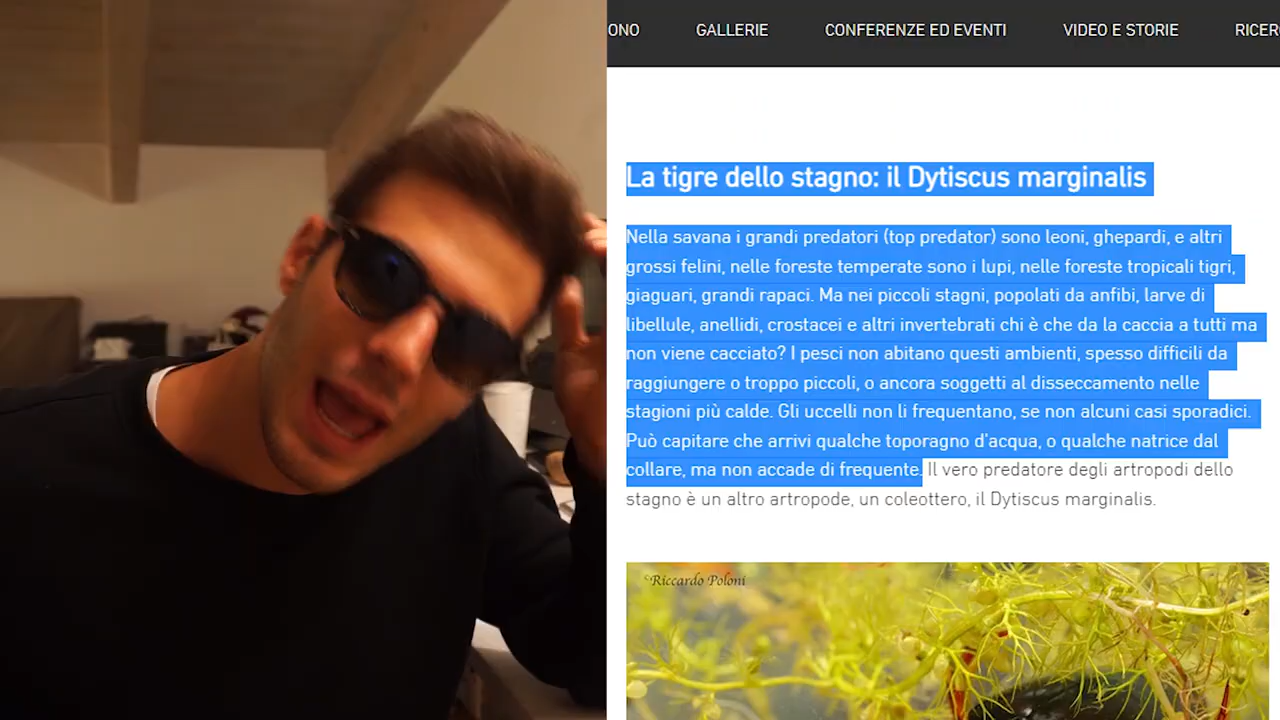 ONO GALLERIE CONFERENZE ED EVENTI VIDEO E STORIE RICER
La tigre dello stagno: il Dytiscus marginalis
Nella savana i grandi predatori (top predator) sono leoni, ghepardi, e altri
grossi felini, nelle foreste temperate sono i lupi, nelle foreste tropicali tigri,
giaguari, grandi rapaci. Ma nei piccoli stagni, popolati da anfibi, larve di
libellule, anellidi, crostacei e altri invertebrati chi è che da la caccia a tutti ma
non viene cacciato? I pesci non abitano questi ambienti, spesso difficili da
raggiungere o troppo piccoli, o ancora soggetti al disseccamento nelle
stagioni più calde. Gli uccelli non li frequentano, se non alcuni casi sporadici.
Può capitare che arrivi qualche toporagno d'acqua, o qualche natrice dal
collare, ma non accade di frequente. Il vero predatore degli artropodi dello
stagno è un altro artropode, un coleottero, il Dytiscus marginalis.
©Riccardo Poloni